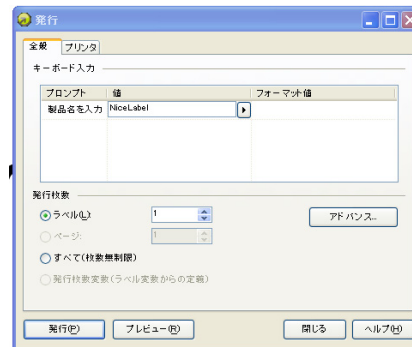 発行
全般 プリンタ
キーボード入力
プロンプト 値 フォーマット値
製品名を入力 NiceLabel
発行枚数
ラベル(L): 1 アドバンス...
ページ: 1
すべて(枚数無制限)
発行枚数変数(ラベル変数からの定義)
発行(P) プレビュー(R) 閉じる ヘルプ(H)